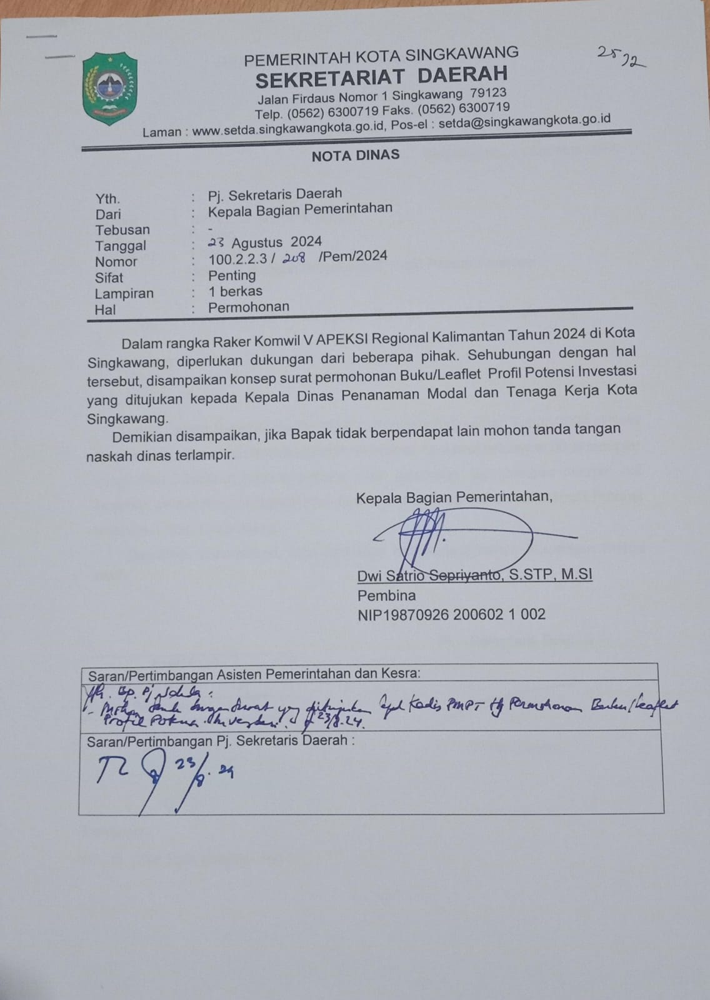 PEMERINTAH KOTA SINGKAWANG
SEKRETARIAT DAERAH
Jalan Firdaus Nomor 1 Singkawang 79123
Telp. (0562) 6300719 Faks. (0562) 6300719
Laman : www.setda.singkawangkota.go.id, Pos-el : setda@singkawangkota.go.id
NOTA DINAS
Yth. : Pj. Sekretaris Daerah
Dari : Kepala Bagian Pemerintahan
Tebusan : -
Tanggal : 23 Agustus 2024
Nomor : 100.2.2.3 / 208 /Pem/2024
Sifat : Penting
Lampiran : 1 berkas
Hal : Permohonan
Dalam rangka Raker Komwil V APEKSI Regional Kalimantan Tahun 2024 di Kota
Singkawang, diperlukan dukungan dari beberapa pihak. Sehubungan dengan hal
tersebut, disampaikan konsep surat permohonan Buku/Leaflet Profil Potensi Investasi
yang ditujukan kepada Kepala Dinas Penanaman Modal dan Tenaga Kerja Kota
Singkawang.
Demikian disampaikan, jika Bapak tidak berpendapat lain mohon tanda tangan
naskah dinas terlampir.
Kepala Bagian Pemerintahan,
Dwi Satrio Sepriyanto, S.STP, M.SI
Pembina
NIP19870926 200602 1 002
Saran/Pertimbangan Asisten Pemerintahan dan Kesra:
Yth. Bp. Pj
- Mohon surat yg ditujukan Kadis Permohonan Buku/Leaflet
Profil Potensi Investasi. 23/8.24.
Saran/Pertimbangan Pj. Sekretaris Daerah :
23/8.24